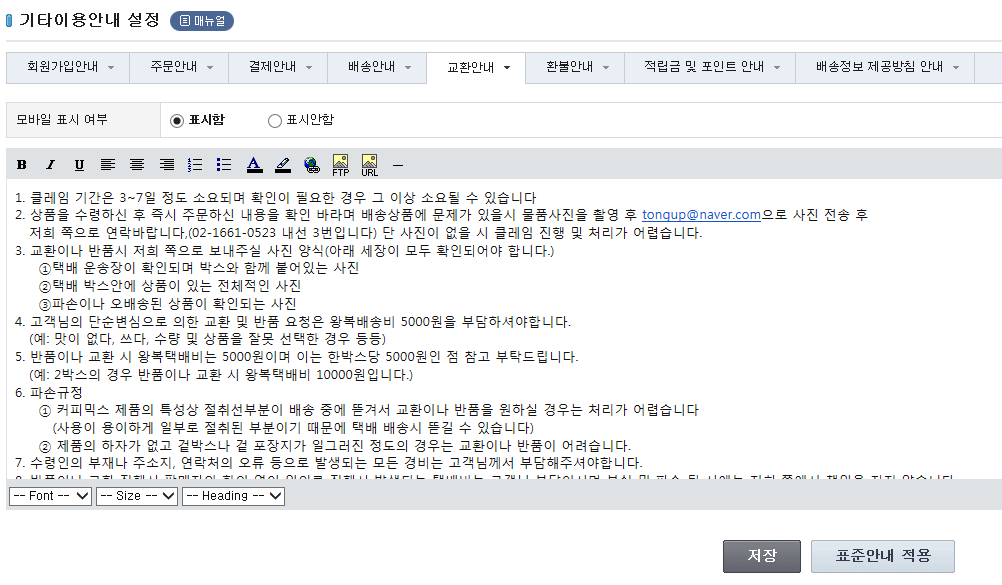 기타이용안내 설정 매뉴얼
회원가입안내 주문안내 결제안내 배송안내 교환안내 환불안내 적립금 및 포인트 안내 배송정보 제공방침 안내
모바일 표시 여부 표시함 표시안함
B I U A FTP URL
1. 클레임 기간은 3~7일 정도 소요되며 확인이 필요한 경우 그 이상 소요될 수 있습니다
2. 상품을 수령하신 후 즉시 주문하신 내용을 확인 바라며 배송상품에 문제가 있을시 물품사진을 촬영 후 tongup@naver.com으로 사진 전송 후
저희 쪽으로 연락바랍니다,(02-1661-0523 내선 3번입니다) 단 사진이 없을 시 클레임 진행 및 처리가 어렵습니다.
3. 교환이나 반품시 저희 쪽으로 보내주실 사진 양식(아래 세장이 모두 확인되어야 합니다.)
①택배 운송장이 확인되며 박스와 함께 붙어있는 사진
②택배 박스안에 상품이 있는 전체적인 사진
③파손이나 오배송된 상품이 확인되는 사진
4. 고객님의 단순변심으로 의한 교환 및 반품 요청은 왕복배송비 5000원을 부담하셔야합니다.
(예: 맛이 없다, 쓰다, 수량 및 상품을 잘못 선택한 경우 등등)
5. 반품이나 교환 시 왕복택배비는 5000원이며 이는 한박스당 5000원인 점 참고 부탁드립니다.
(예: 2박스의 경우 반품이나 교환 시 왕복택배비 10000원입니다.)
6. 파손규정
① 커피믹스 제품의 특성상 절취선부분이 배송 중에 뜯겨서 교환이나 반품을 원하실 경우는 처리가 어렵습니다
(사용이 용이하게 일부로 절취된 부분이기 때문에 택배 배송시 뜯길 수 있습니다)
② 제품의 하자가 없고 겉박스나 겉 포장지가 일그러진 정도의 경우는 교환이나 반품이 어려습니다.
7. 수령인의 부재나 주소지, 연락처의 오류 등으로 발생되는 모든 경비는 고객님께서 부담해주셔야합니다.
-- Font -- -- Size -- -- Heading --
저장 표준안내 적용